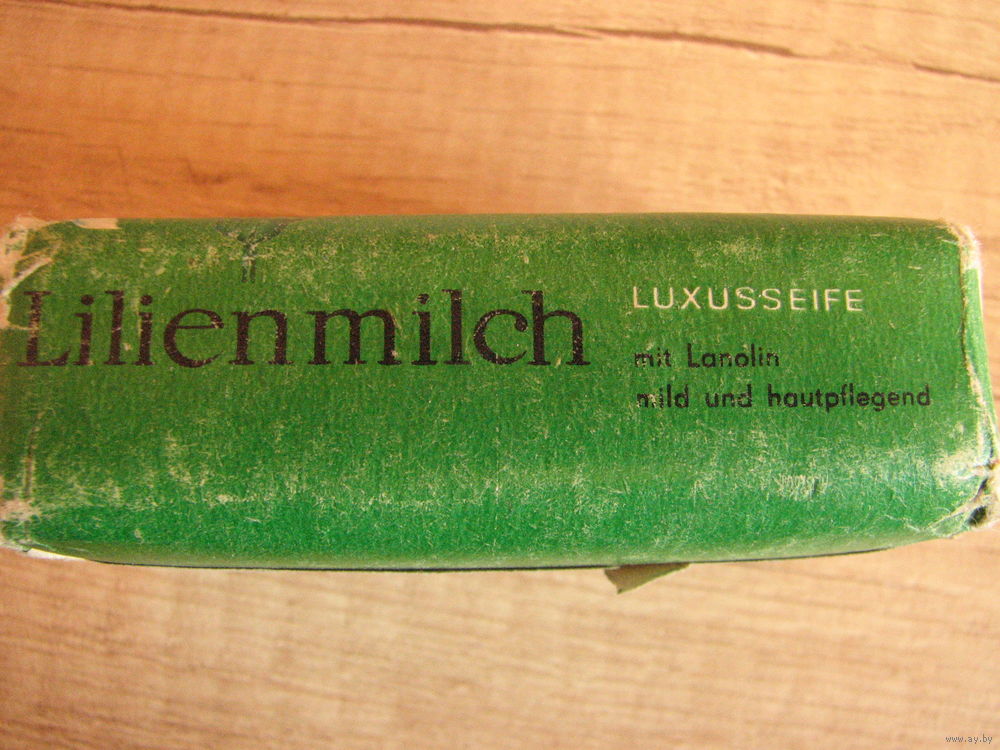 Lilienmilch
LUXUSSEIFE
mit Lanolin
mild und hautpflegend
www.ay.by